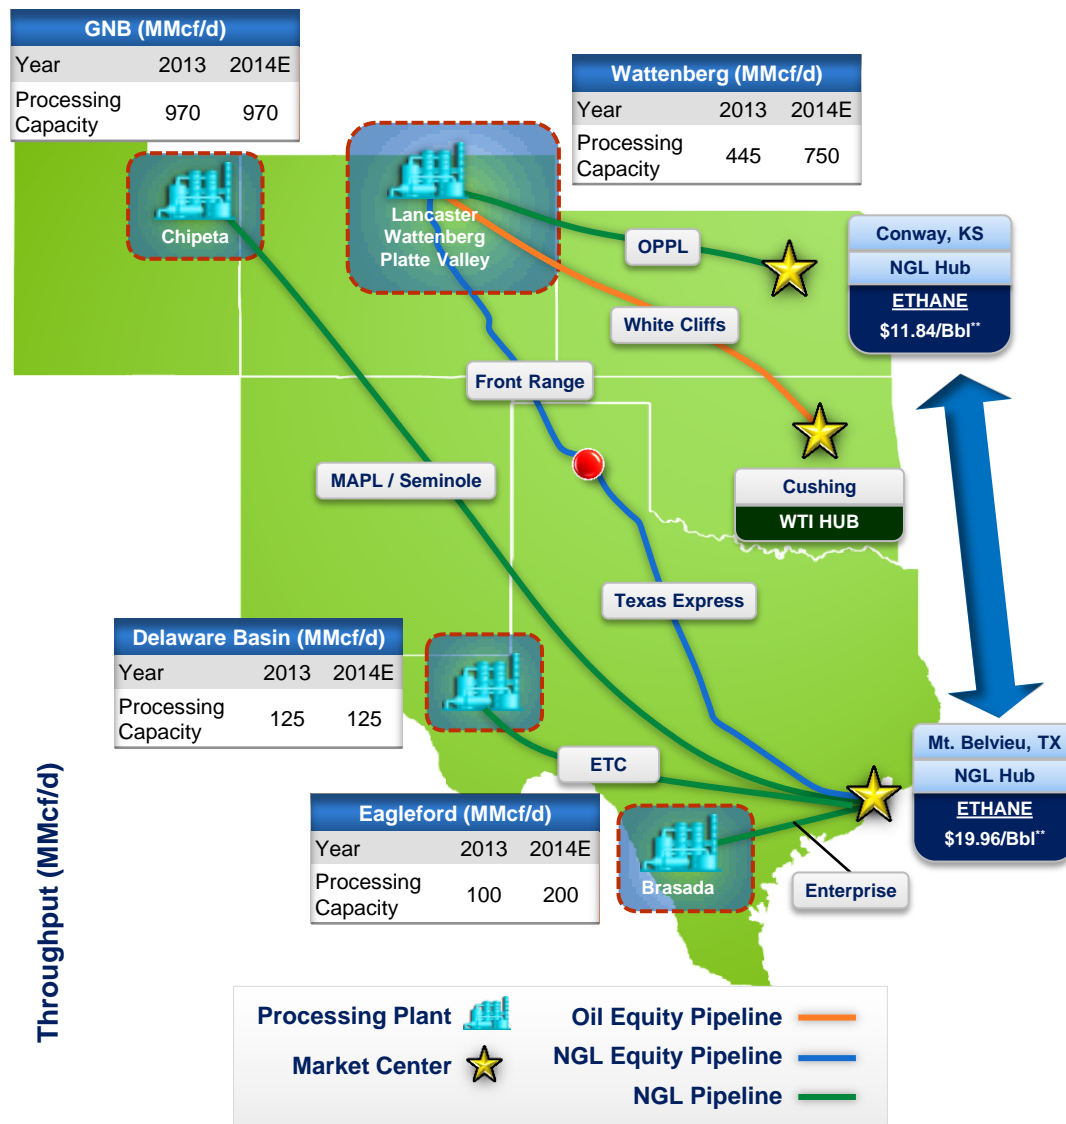 GNB (MMcf/d)
Year 2013 2014E
Processing
Capacity 970 970
Wattenberg (MMcf/d)
Year 2013 2014E
Processing
Capacity 445 750
Chipeta
Lancaster
Wattenberg
Platte Valley
OPPL
Conway, KS
NGL Hub
ETHANE
$11.84/Bbl**
White Cliffs
Front Range
MAPL / Seminole
Cushing
WTI HUB
Texas Express
Delaware Basin (MMcf/d)
Year 2013 2014E
Processing
Capacity 125 125
Mt. Belvieu, TX
NGL Hub
ETHANE
$19.96/Bbl**
ETC
Eagleford (MMcf/d)
Year 2013 2014E
Processing
Capacity 100 200
Brasada
Enterprise
Throughput (MMcf/d)
Processing Plant
Market Center
Oil Equity Pipeline
NGL Equity Pipeline
NGL Pipeline